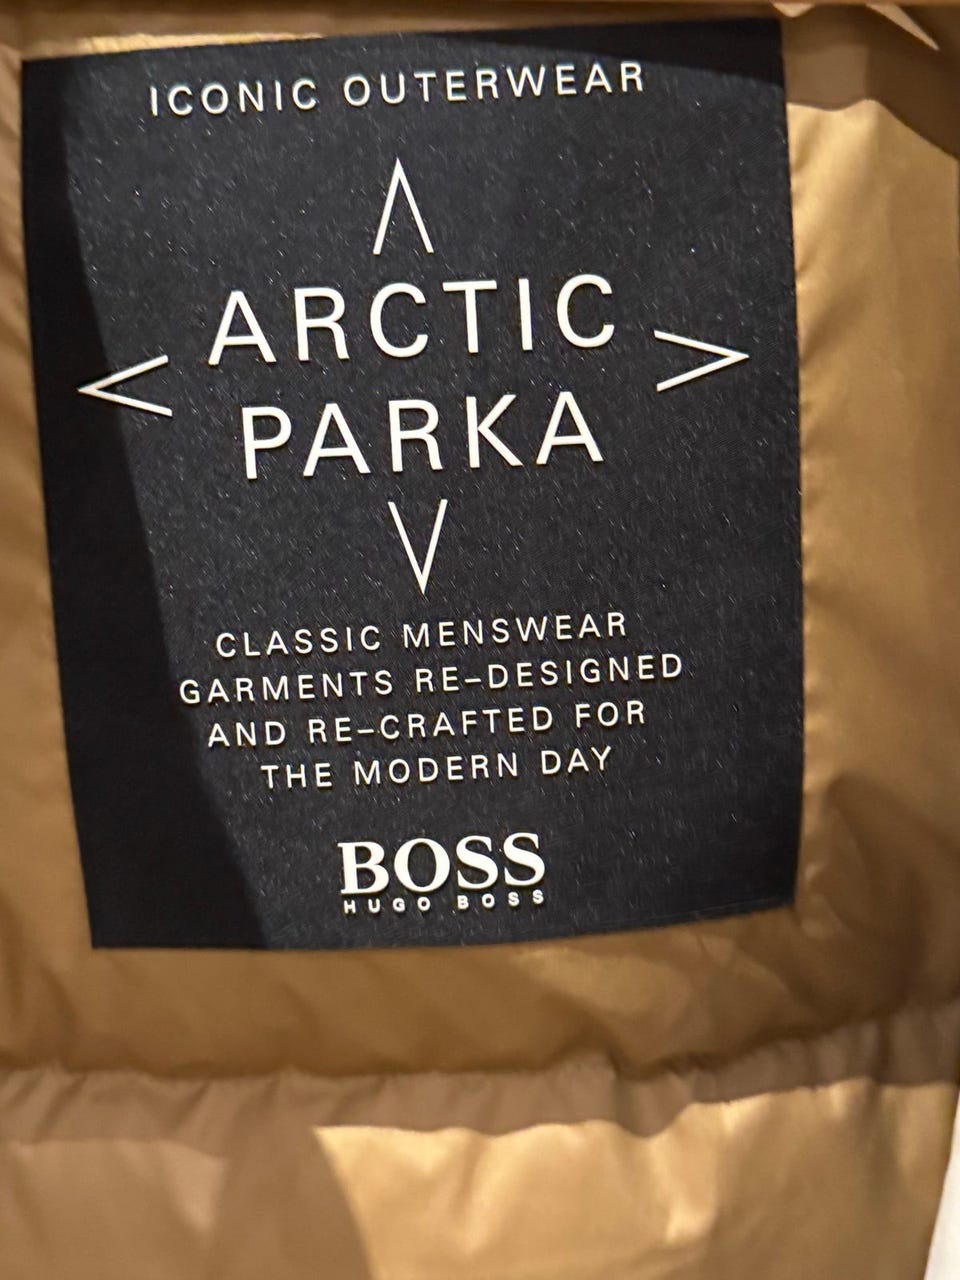 ICONIC OUTERWEAR
ARCTIC
PARKA
CLASSIC MENSWEAR
GARMENTS RE-DESIGNED
AND RE-CRAFTED FOR
THE MODERN DAY
BOSS
HUGO BOSS